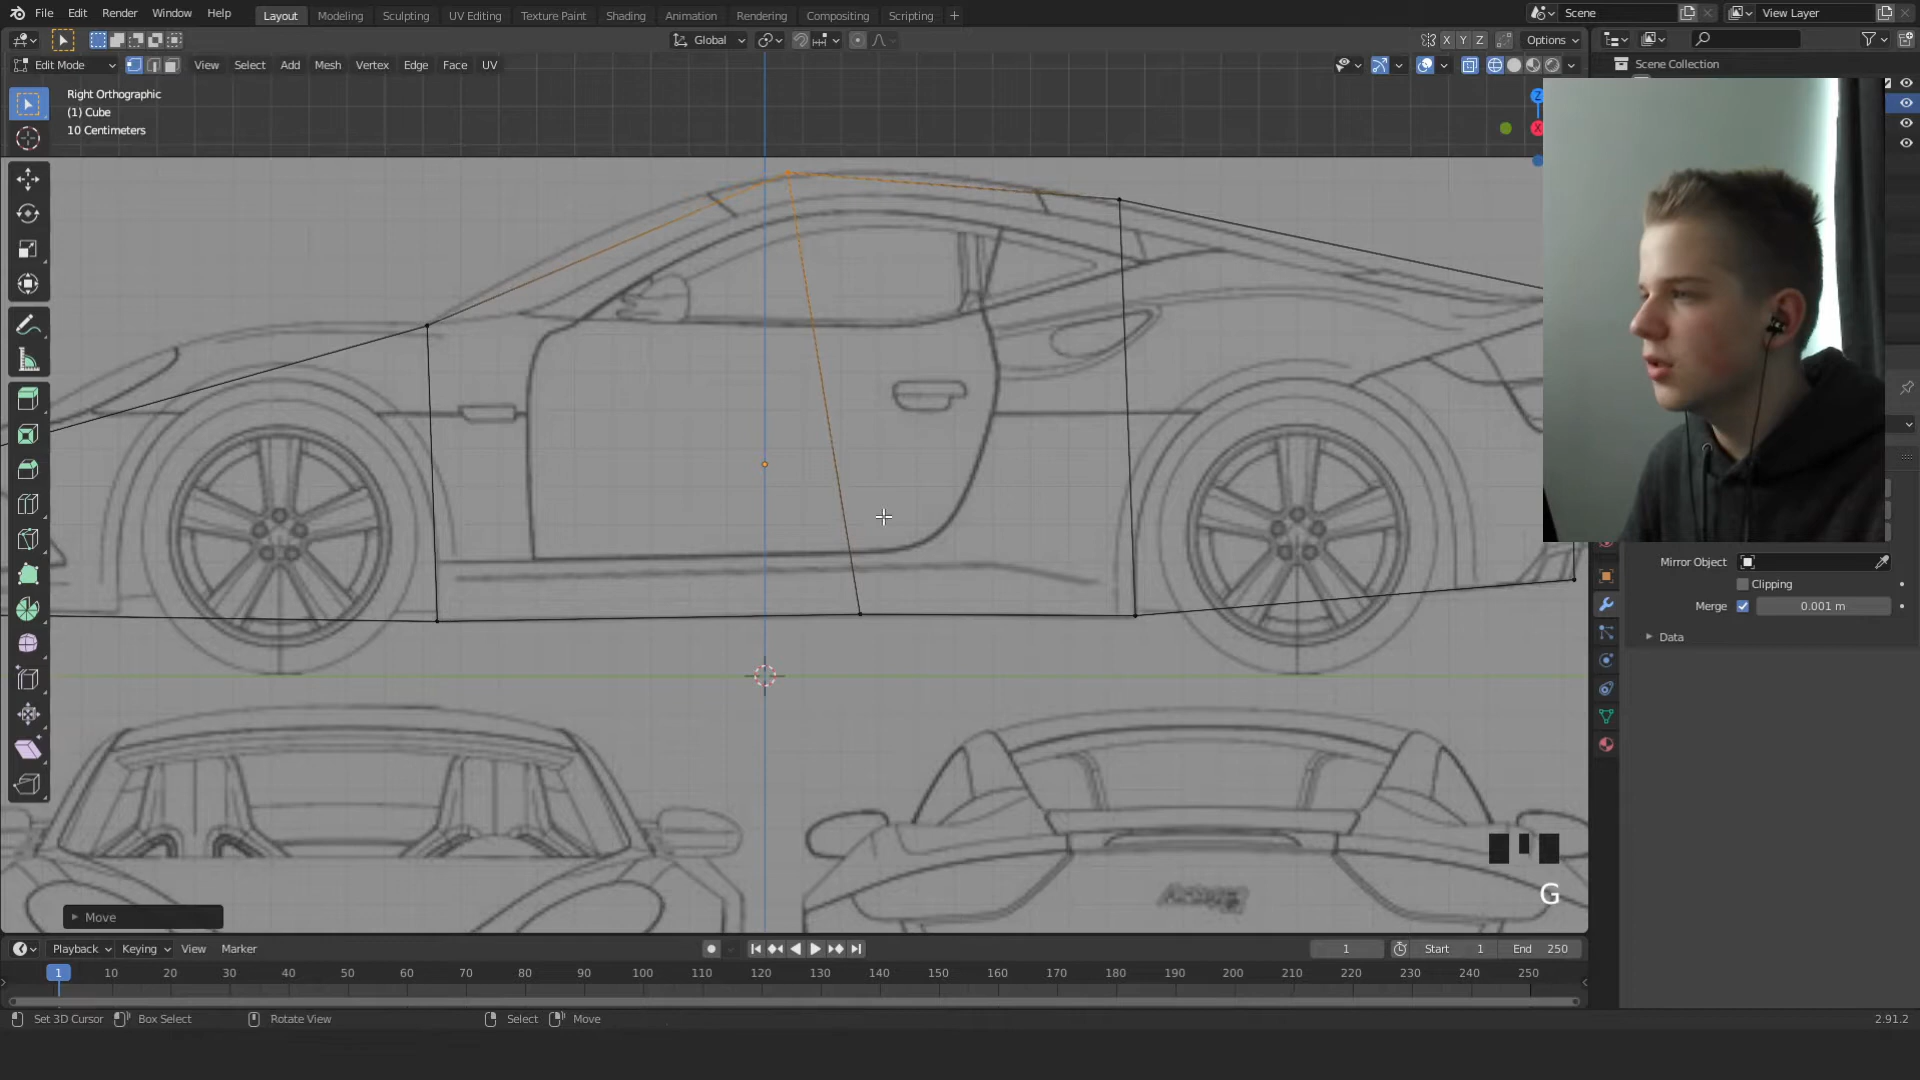 File Edit Render Window Help Layout Modeling Sculpting UV Editing Texture Paint Shading Animation Rendering Compositing Scripting + Scene View Layer
Global X Y Z Options
Edit Mode View Select Add Mesh Vertex Edge Face UV Scene Collection
Right Orthographic
(1) Cube
10 Centimeters
Z
X
Mirror Object
Clipping
Merge 0.001 m
Data
G
Move
Playback Keying View Marker 1 Start 1 End 250
1 10 20 30 40 50 60 70 80 90 100 110 120 130 140 150 160 170 180 190 200 210 220 230 240 250
Set 3D Cursor Box Select Rotate View Select Move 2.91.2